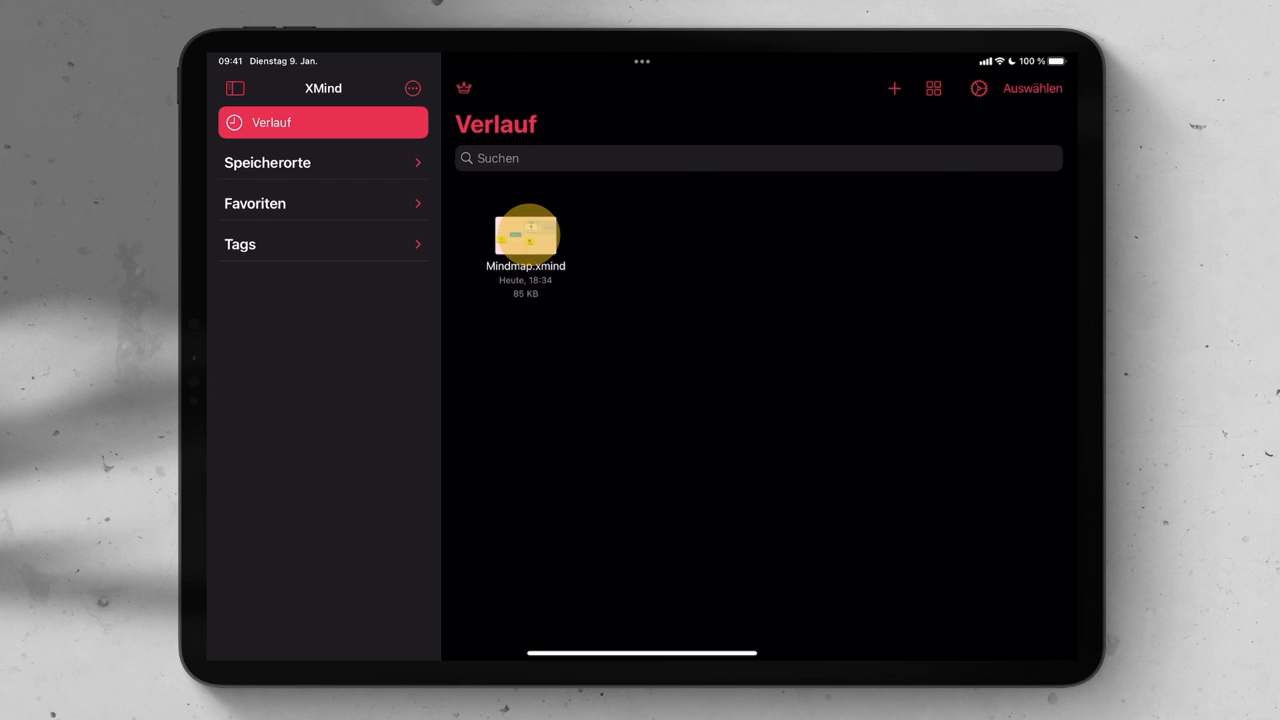 09:41 Dienstag 9. Jan.
100 %
XMind
Verlauf
Speicherorte
Favoriten
Tags
Auswählen
Verlauf
Suchen
Mindmap.xmind
Heute, 18:34
85 KB